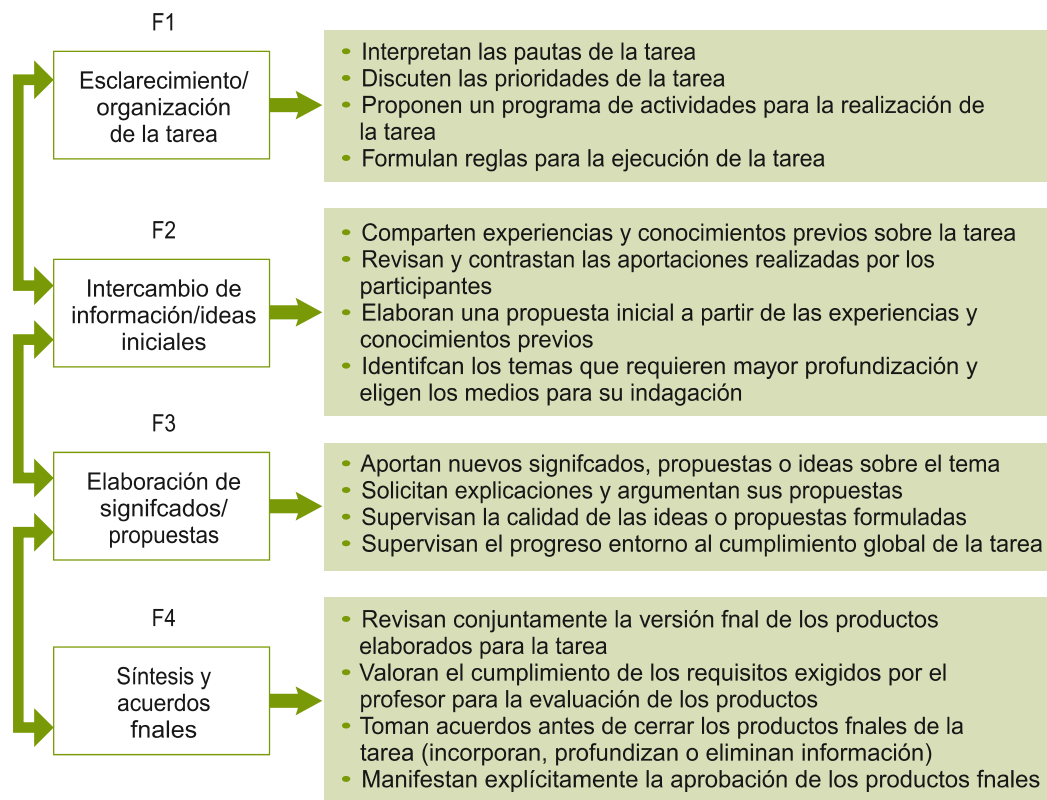 F1
Esclarecimiento/
organización
de la tarea
• Interpretan las pautas de la tarea
• Discuten las prioridades de la tarea
• Proponen un programa de actividades para la realización de
la tarea
• Formulan reglas para la ejecución de la tarea
F2
Intercambio de
información/ideas
iniciales
• Comparten experiencias y conocimientos previos sobre la tarea
• Revisan y contrastan las aportaciones realizadas por los
participantes
• Elaboran una propuesta inicial a partir de las experiencias y
conocimientos previos
• Identifcan los temas que requieren mayor profundización y
eligen los medios para su indagación
F3
Elaboración de
signifcados/
propuestas
• Aportan nuevos signifcados, propuestas o ideas sobre el tema
• Solicitan explicaciones y argumentan sus propuestas
• Supervisan la calidad de las ideas o propuestas formuladas
• Supervisan el progreso entorno al cumplimiento global de la tarea
F4
Síntesis y
acuerdos
fnales
• Revisan conjuntamente la versión fnal de los productos
elaborados para la tarea
• Valoran el cumplimiento de los requisitos exigidos por el
profesor para la evaluación de los productos
• Toman acuerdos antes de cerrar los productos fnales de la
tarea (incorporan, profundizan o eliminan información)
• Manifestan explícitamente la aprobación de los productos fnales